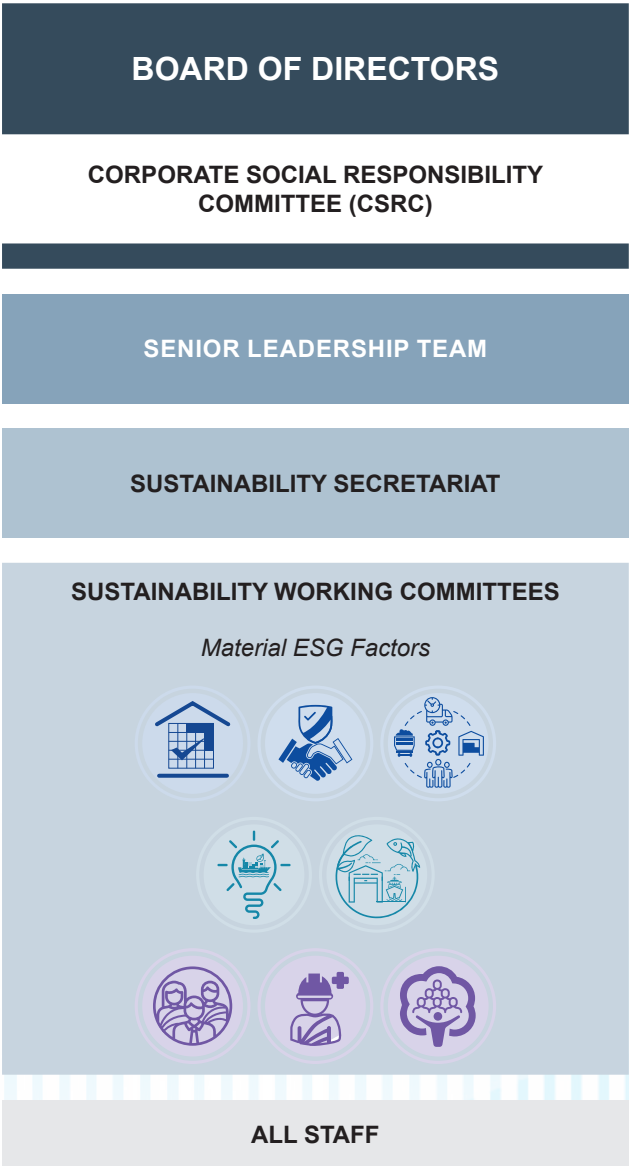 BOARD OF DIRECTORS
CORPORATE SOCIAL RESPONSIBILITY
COMMITTEE (CSRC)
SENIOR LEADERSHIP TEAM
SUSTAINABILITY SECRETARIAT
SUSTAINABILITY WORKING COMMITTEES
Material ESG Factors
ALL STAFF